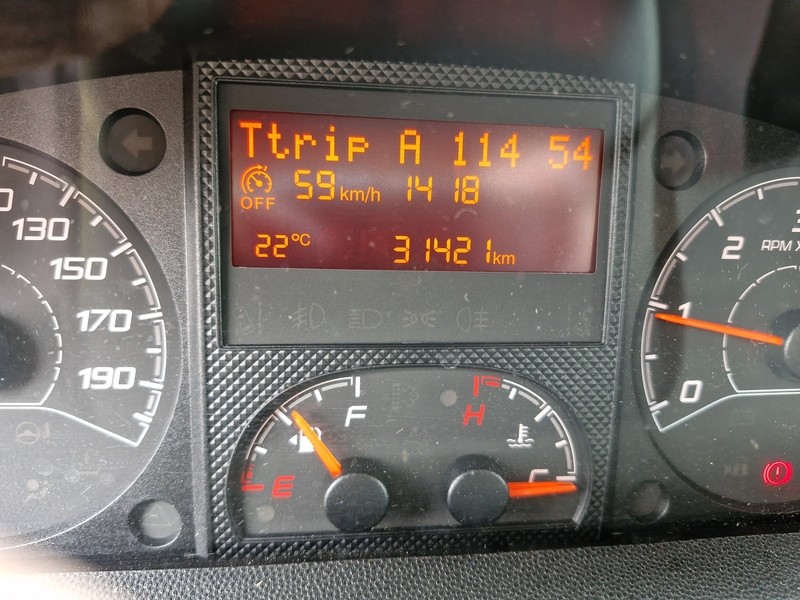 Ttrip A 114 54
OFF 59 km/h 14 18
22°C 31421 km
130
150
170
190
F
E
H
C
2
RPM X
1
0